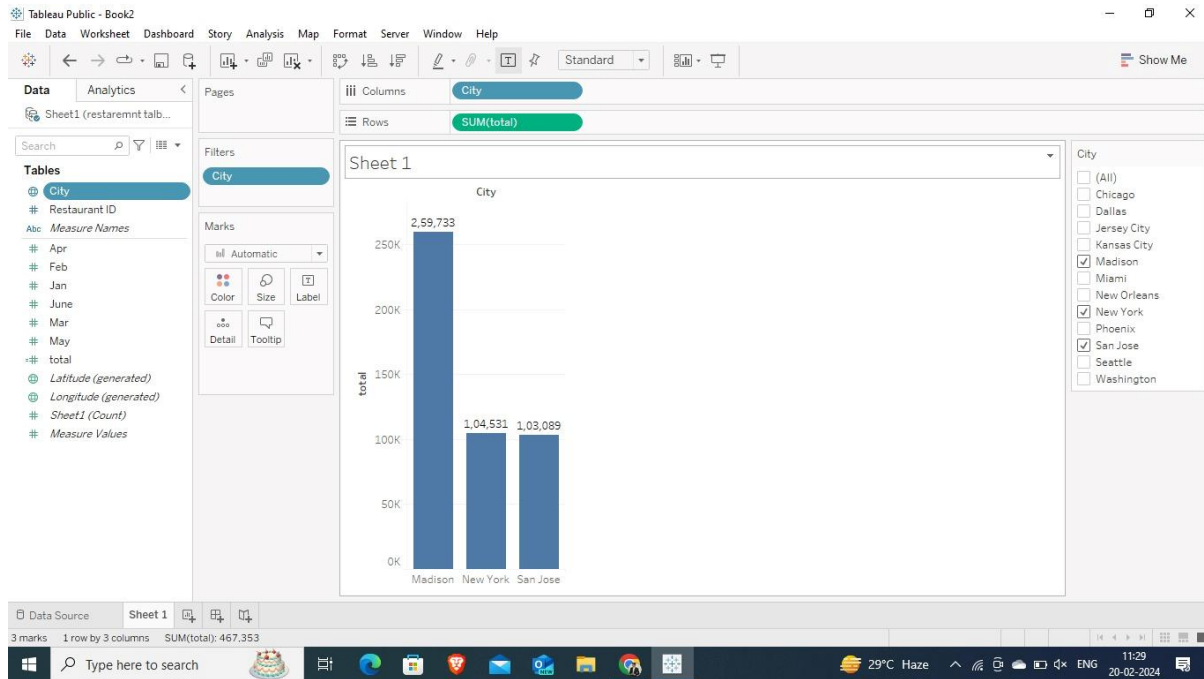 Tableau Public - Book2
File Data Worksheet Dashboard Story Analysis Map Format Server Window Help
Standard
Show Me
Data Analytics
Sheet1 (restaremnt talb...
Search
Tables
City
# Restaurant ID
Abc Measure Names
# Apr
# Feb
# Jan
# June
# Mar
# May
=# total
Latitude (generated)
Longitude (generated)
# Sheet1 (Count)
# Measure Values
Pages
Filters
City
Marks
Automatic
Color Size Label
Detail Tooltip
iii Columns City
Rows SUM(total)
Sheet 1
City
2,59,733
250K
200K
150K
total
1,04,531 1,03,089
100K
50K
0K
Madison New York San Jose
City
(All)
Chicago
Dallas
Jersey City
Kansas City
Madison
Miami
New Orleans
New York
Phoenix
San Jose
Seattle
Washington
Data Source Sheet 1
3 marks 1 row by 3 columns SUM(total): 467,353
Type here to search
29°C Haze
ENG
11:29
20-02-2024